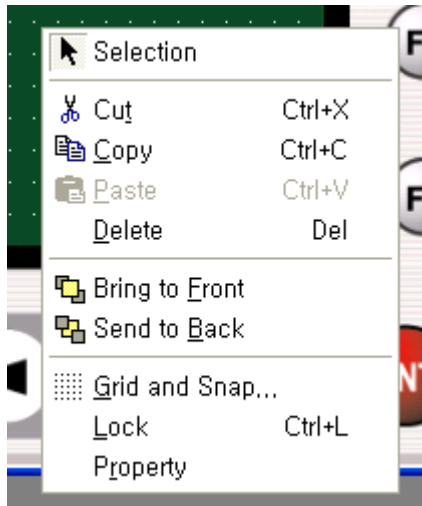 Selection
Cut Ctrl+X
Copy Ctrl+C
Paste Ctrl+V
Delete Del
Bring to Front
Send to Back
Grid and Snap...
Lock Ctrl+L
Property
F
F
NT